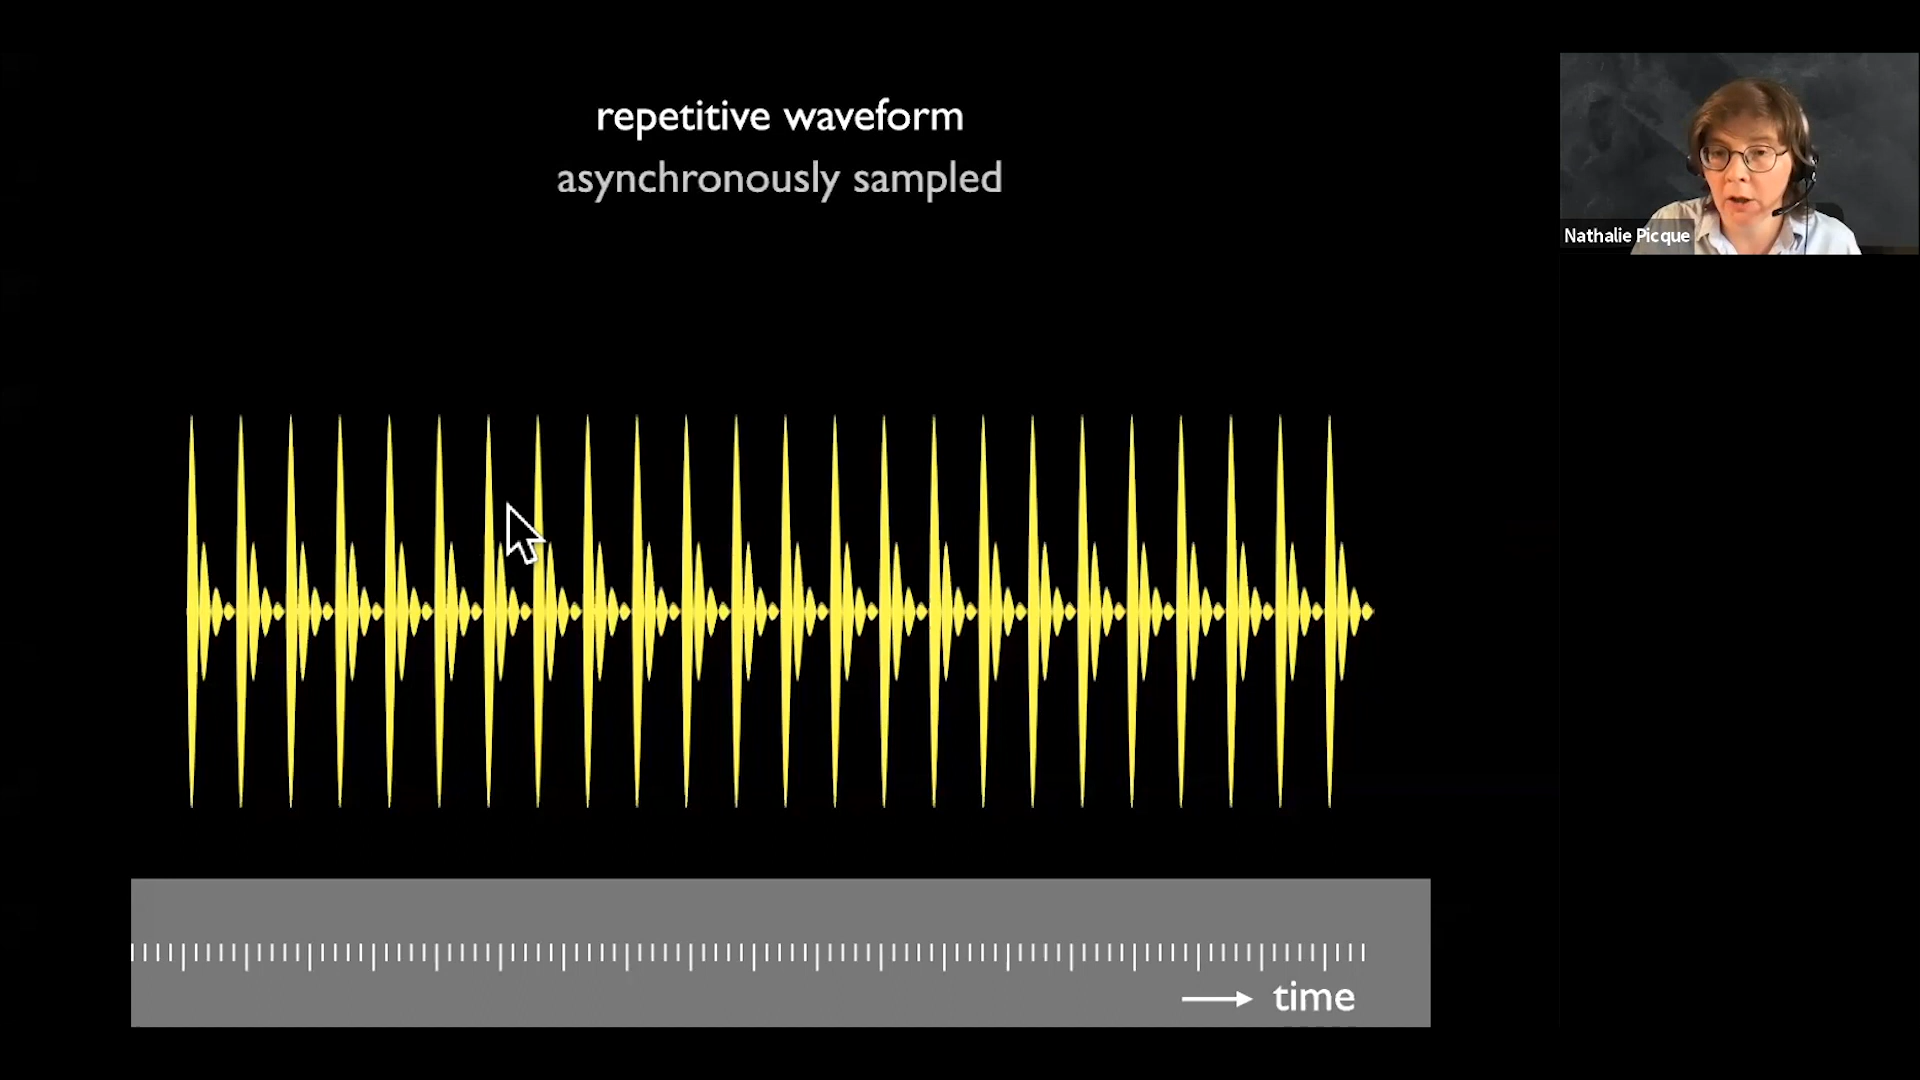 repetitive waveform
asynchronously sampled
Nathalie Picque
time